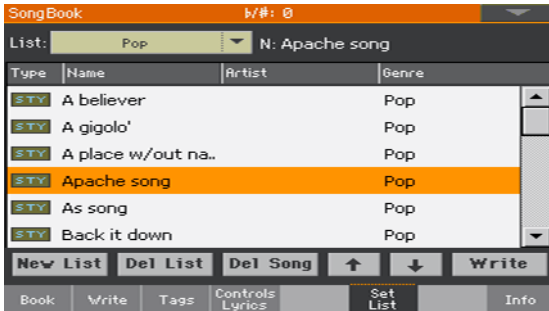 SongBook b/#: 0
List: Pop N: Apache song
Type Name Artist Genre
STY A believer Pop
STY A gigolo' Pop
STY A place w/out na.. Pop
STY Apache song Pop
STY As song Pop
STY Back it down Pop
New List Del List Del Song Write
Book Write Tags Controls Lyrics Set List Info